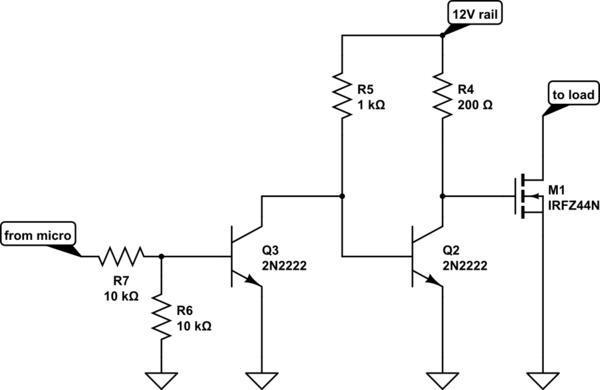 12V rail
R5
1 kΩ
R4
200 Ω
to load
M1
IRFZ44N
from micro
Q3
2N2222
Q2
2N2222
R7
10 kΩ
R6
10 kΩ